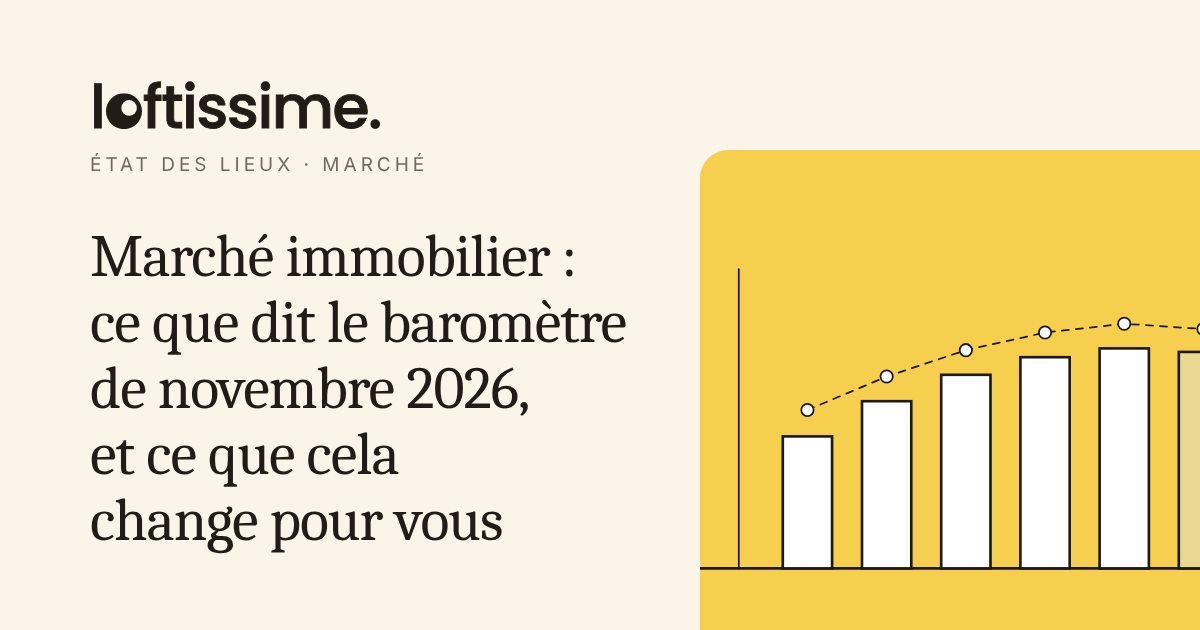 loftissime.
ÉTAT DES LIEUX · MARCHÉ
Marché immobilier :
ce que dit le baromètre
de novembre 2026,
et ce que cela
change pour vous